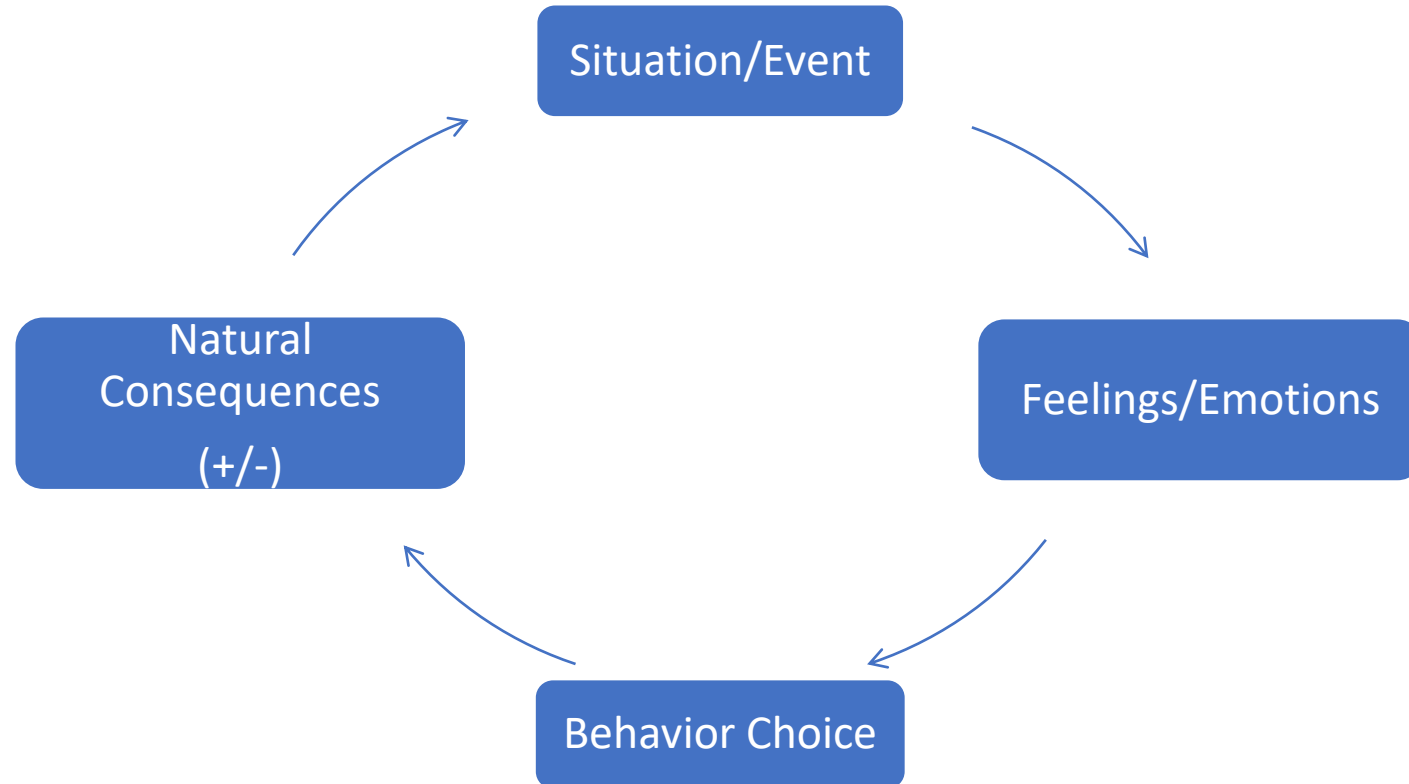 Situation/Event
Feelings/Emotions
Behavior Choice
Natural
Consequences
(+/-)